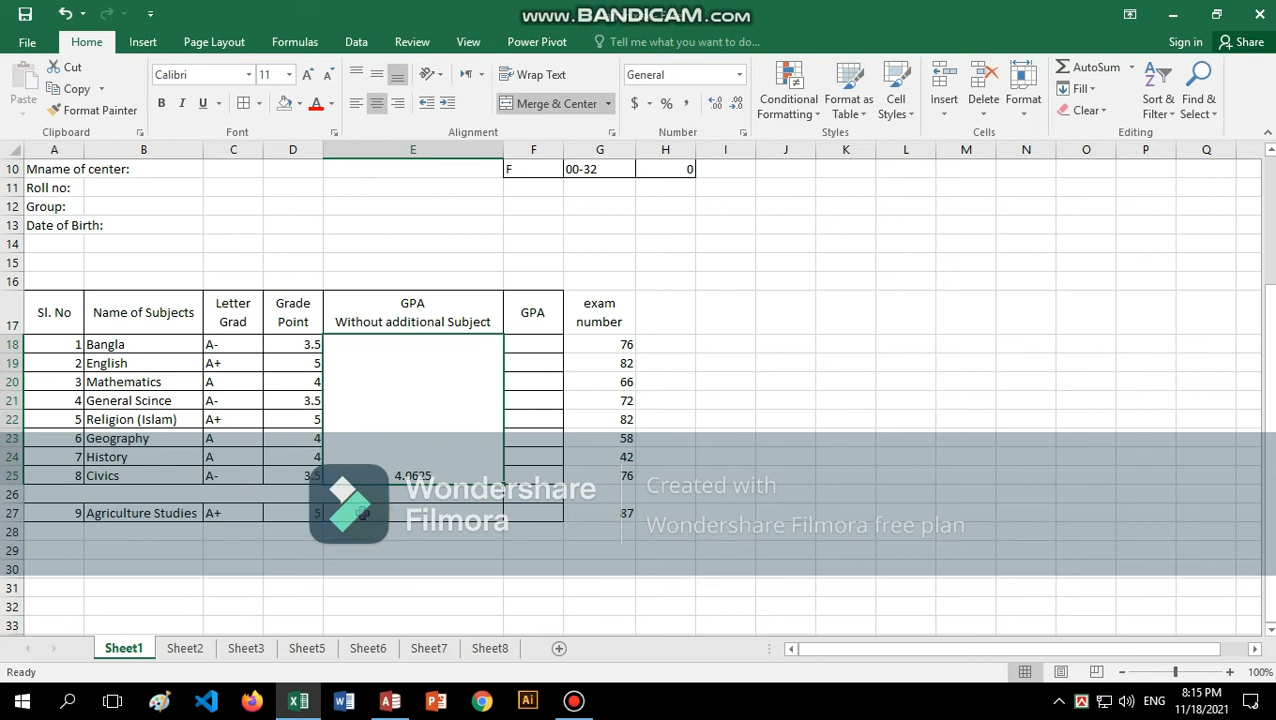 www.BANDICAM.com
File Home Insert Page Layout Formulas Data Review View Power Pivot Tell me what you want to do... Sign in Share
Paste Cut Copy Format Painter Clipboard
Calibri 11 B I U A Font
Wrap Text Merge & Center Alignment
General $ % , Number
Conditional Formatting Format as Table Cell Styles Styles
Insert Delete Format Cells
AutoSum Fill Clear Sort & Filter Find & Select Editing
A B C D E F G H I J K L M N O P Q
10 Mname of center: F 00-32 0
11 Roll no:
12 Group:
13 Date of Birth:
14
15
16
17 Sl. No Name of Subjects Letter Grad Grade Point GPA Without additional Subject GPA exam number
18 1 Bangla A- 3.5 76
19 2 English A+ 5 82
20 3 Mathematics A 4 66
21 4 General Scince A- 3.5 72
22 5 Religion (Islam) A+ 5 82
23 6 Geography A 4 58
24 7 History A 4 42
25 8 Civics A- 3.5 4.0625 76
26
27 9 Agriculture Studies A+ 5 87
28
29
30
31
32
33
Wondershare Filmora
Created with
Wondershare Filmora free plan
Sheet1 Sheet2 Sheet3 Sheet5 Sheet6 Sheet7 Sheet8
Ready 100%
ENG 8:15 PM 11/18/2021